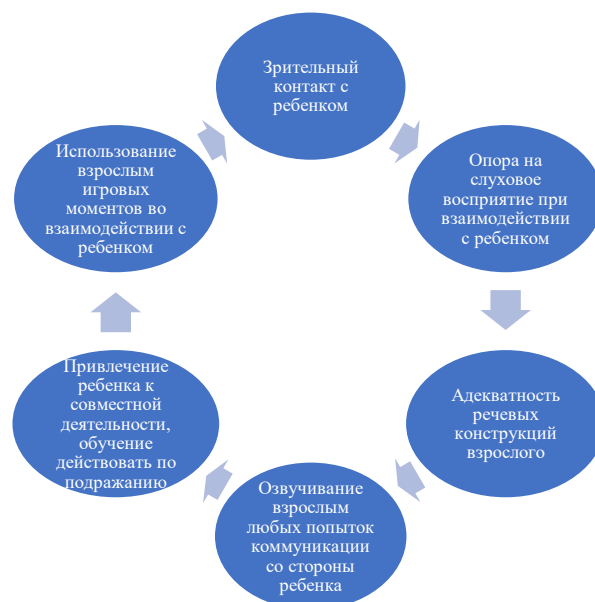 Зрительный
контакт с
ребенком
Опора на
слуховое
восприятие при
взаимодействии
с ребенком
Адекватность
речевых
конструкций
взрослого
Озвучивание
взрослым
любых попыток
коммуникации
со стороны
ребенка
Привлечение
ребенка к
совместной
деятельности,
обучение
действовать по
подражанию
Использование
взрослым
игровых
моментов во
взаимодействии с
ребенком